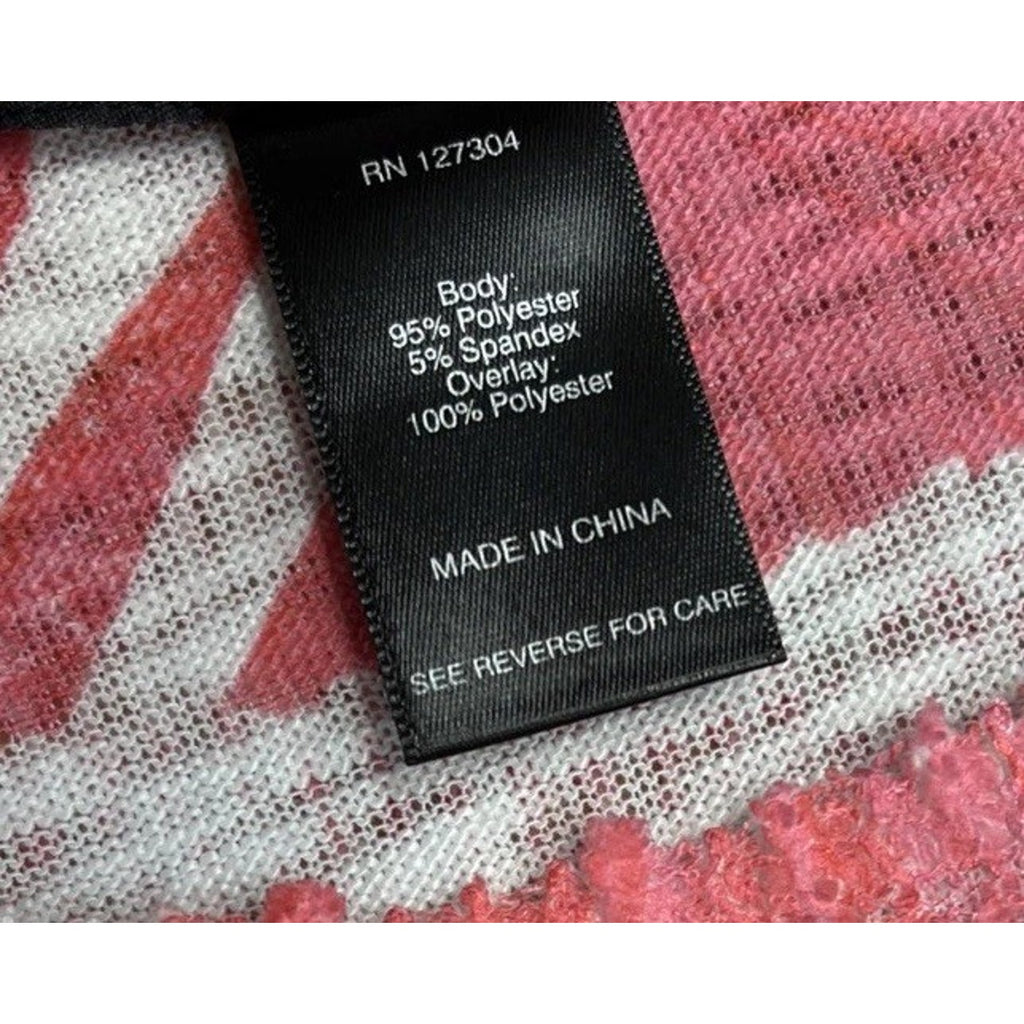 RN 127304
Body:
95% Polyester
5% Spandex
Overlay:
100% Polyester
MADE IN CHINA
SEE REVERSE FOR CARE